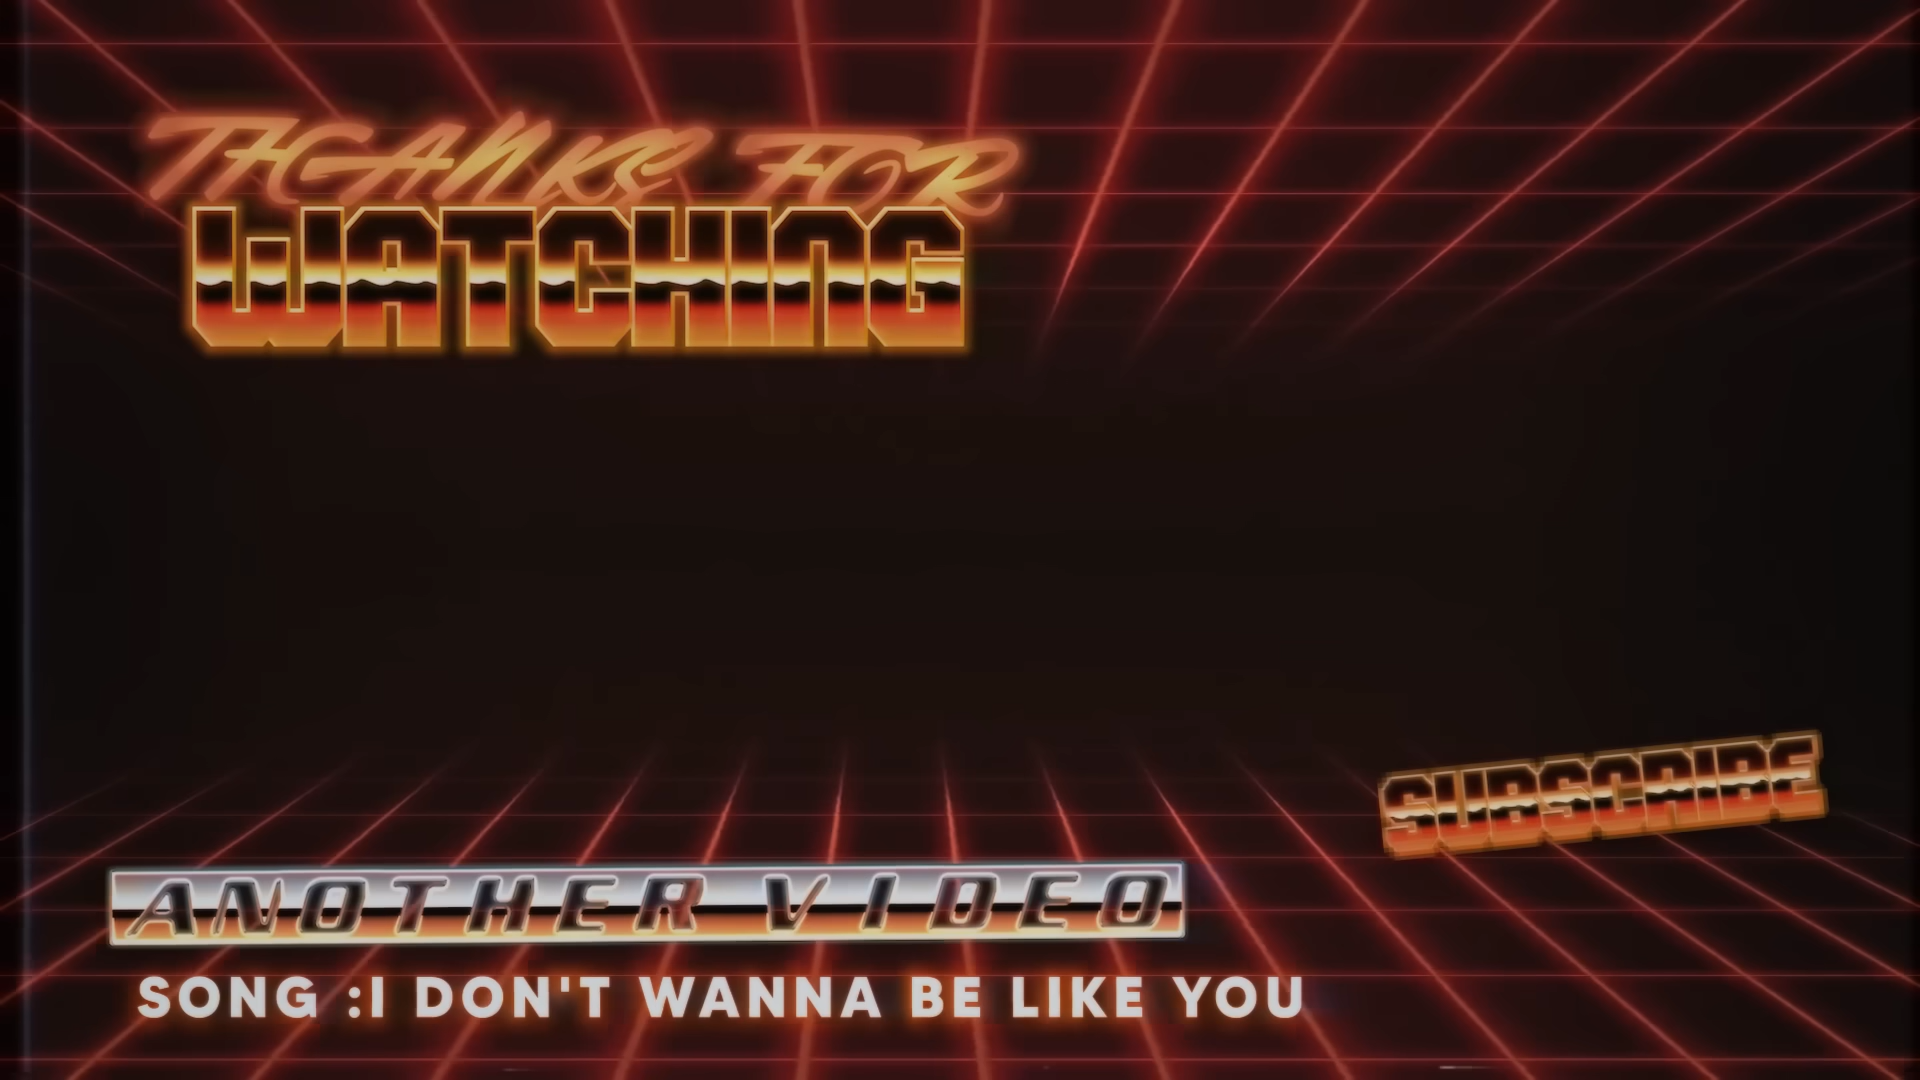 THANKS FOR
WATCHING
SUBSCRIBE
ANOTHER VIDEO
SONG :I DON'T WANNA BE LIKE YOU